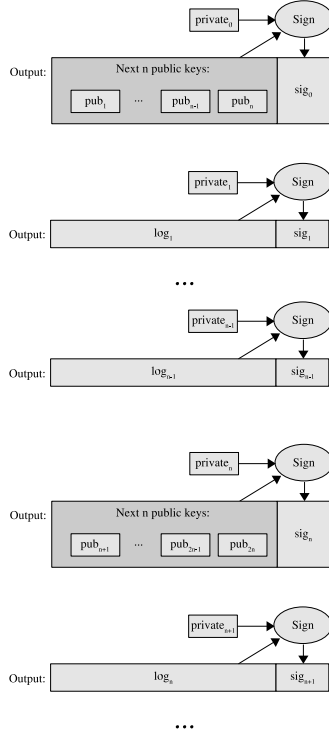 private₀ Sign
Next n public keys:
Output:
pub₁ ... pubₙ₋₁ pubₙ sig₀
private₁ Sign
Output: log₁ sig₁
...
privateₙ₋₁ Sign
Output: logₙ₋₁ sigₙ₋₁
privateₙ Sign
Next n public keys:
Output:
pubₙ₊₁ ... pub₂ₙ₋₁ pub₂ₙ sigₙ
privateₙ₊₁ Sign
Output: logₙ sigₙ₊₁
...